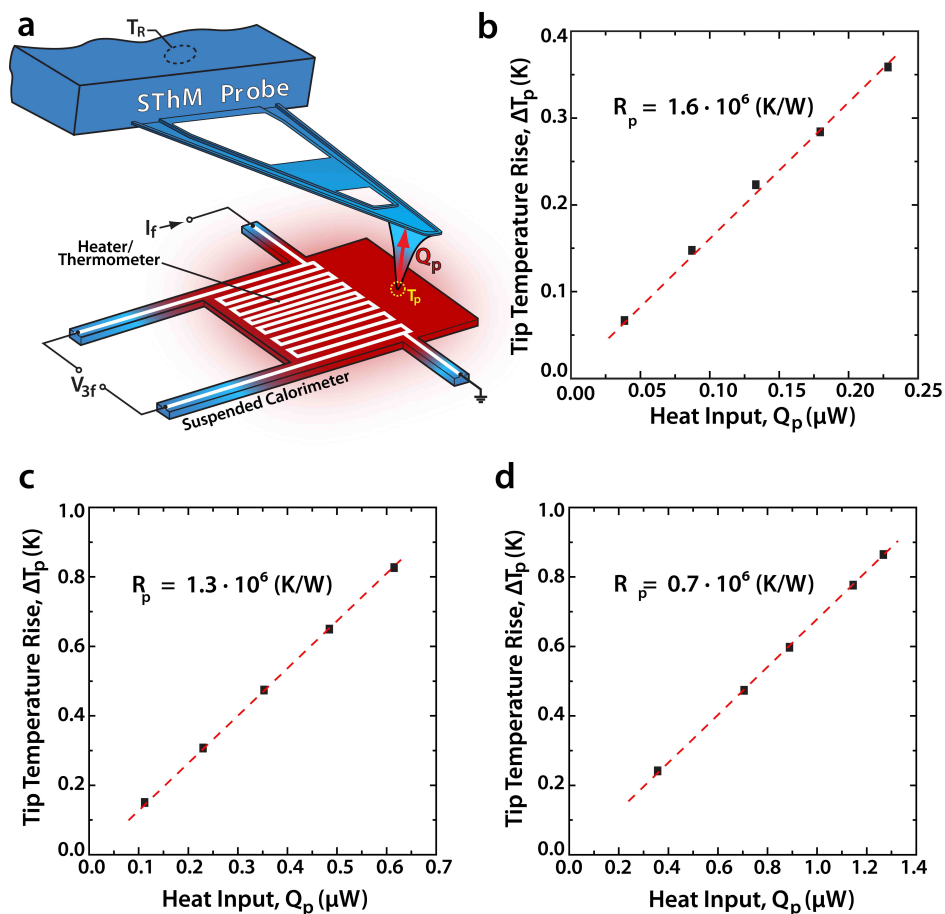 a
T_R
SThM Probe
I_f
Heater/
Thermometer
Q_p
T_p
V_3f
Suspended Calorimeter
b
0.4
0.3
0.2
0.1
0.0
Tip Temperature Rise, ΔT_p (K)
R_p = 1.6 · 10^6 (K/W)
0.00 0.05 0.10 0.15 0.20 0.25
Heat Input, Q_p (μW)
c
1.0
0.8
0.6
0.4
0.2
0.0
Tip Temperature Rise, ΔT_p (K)
R_p = 1.3 · 10^6 (K/W)
0.0 0.1 0.2 0.3 0.4 0.5 0.6 0.7
Heat Input, Q_p (μW)
d
1.0
0.8
0.6
0.4
0.2
0.0
Tip Temperature Rise, ΔT_p (K)
R_p = 0.7 · 10^6 (K/W)
0.0 0.2 0.4 0.6 0.8 1.0 1.2 1.4
Heat Input, Q_p (μW)